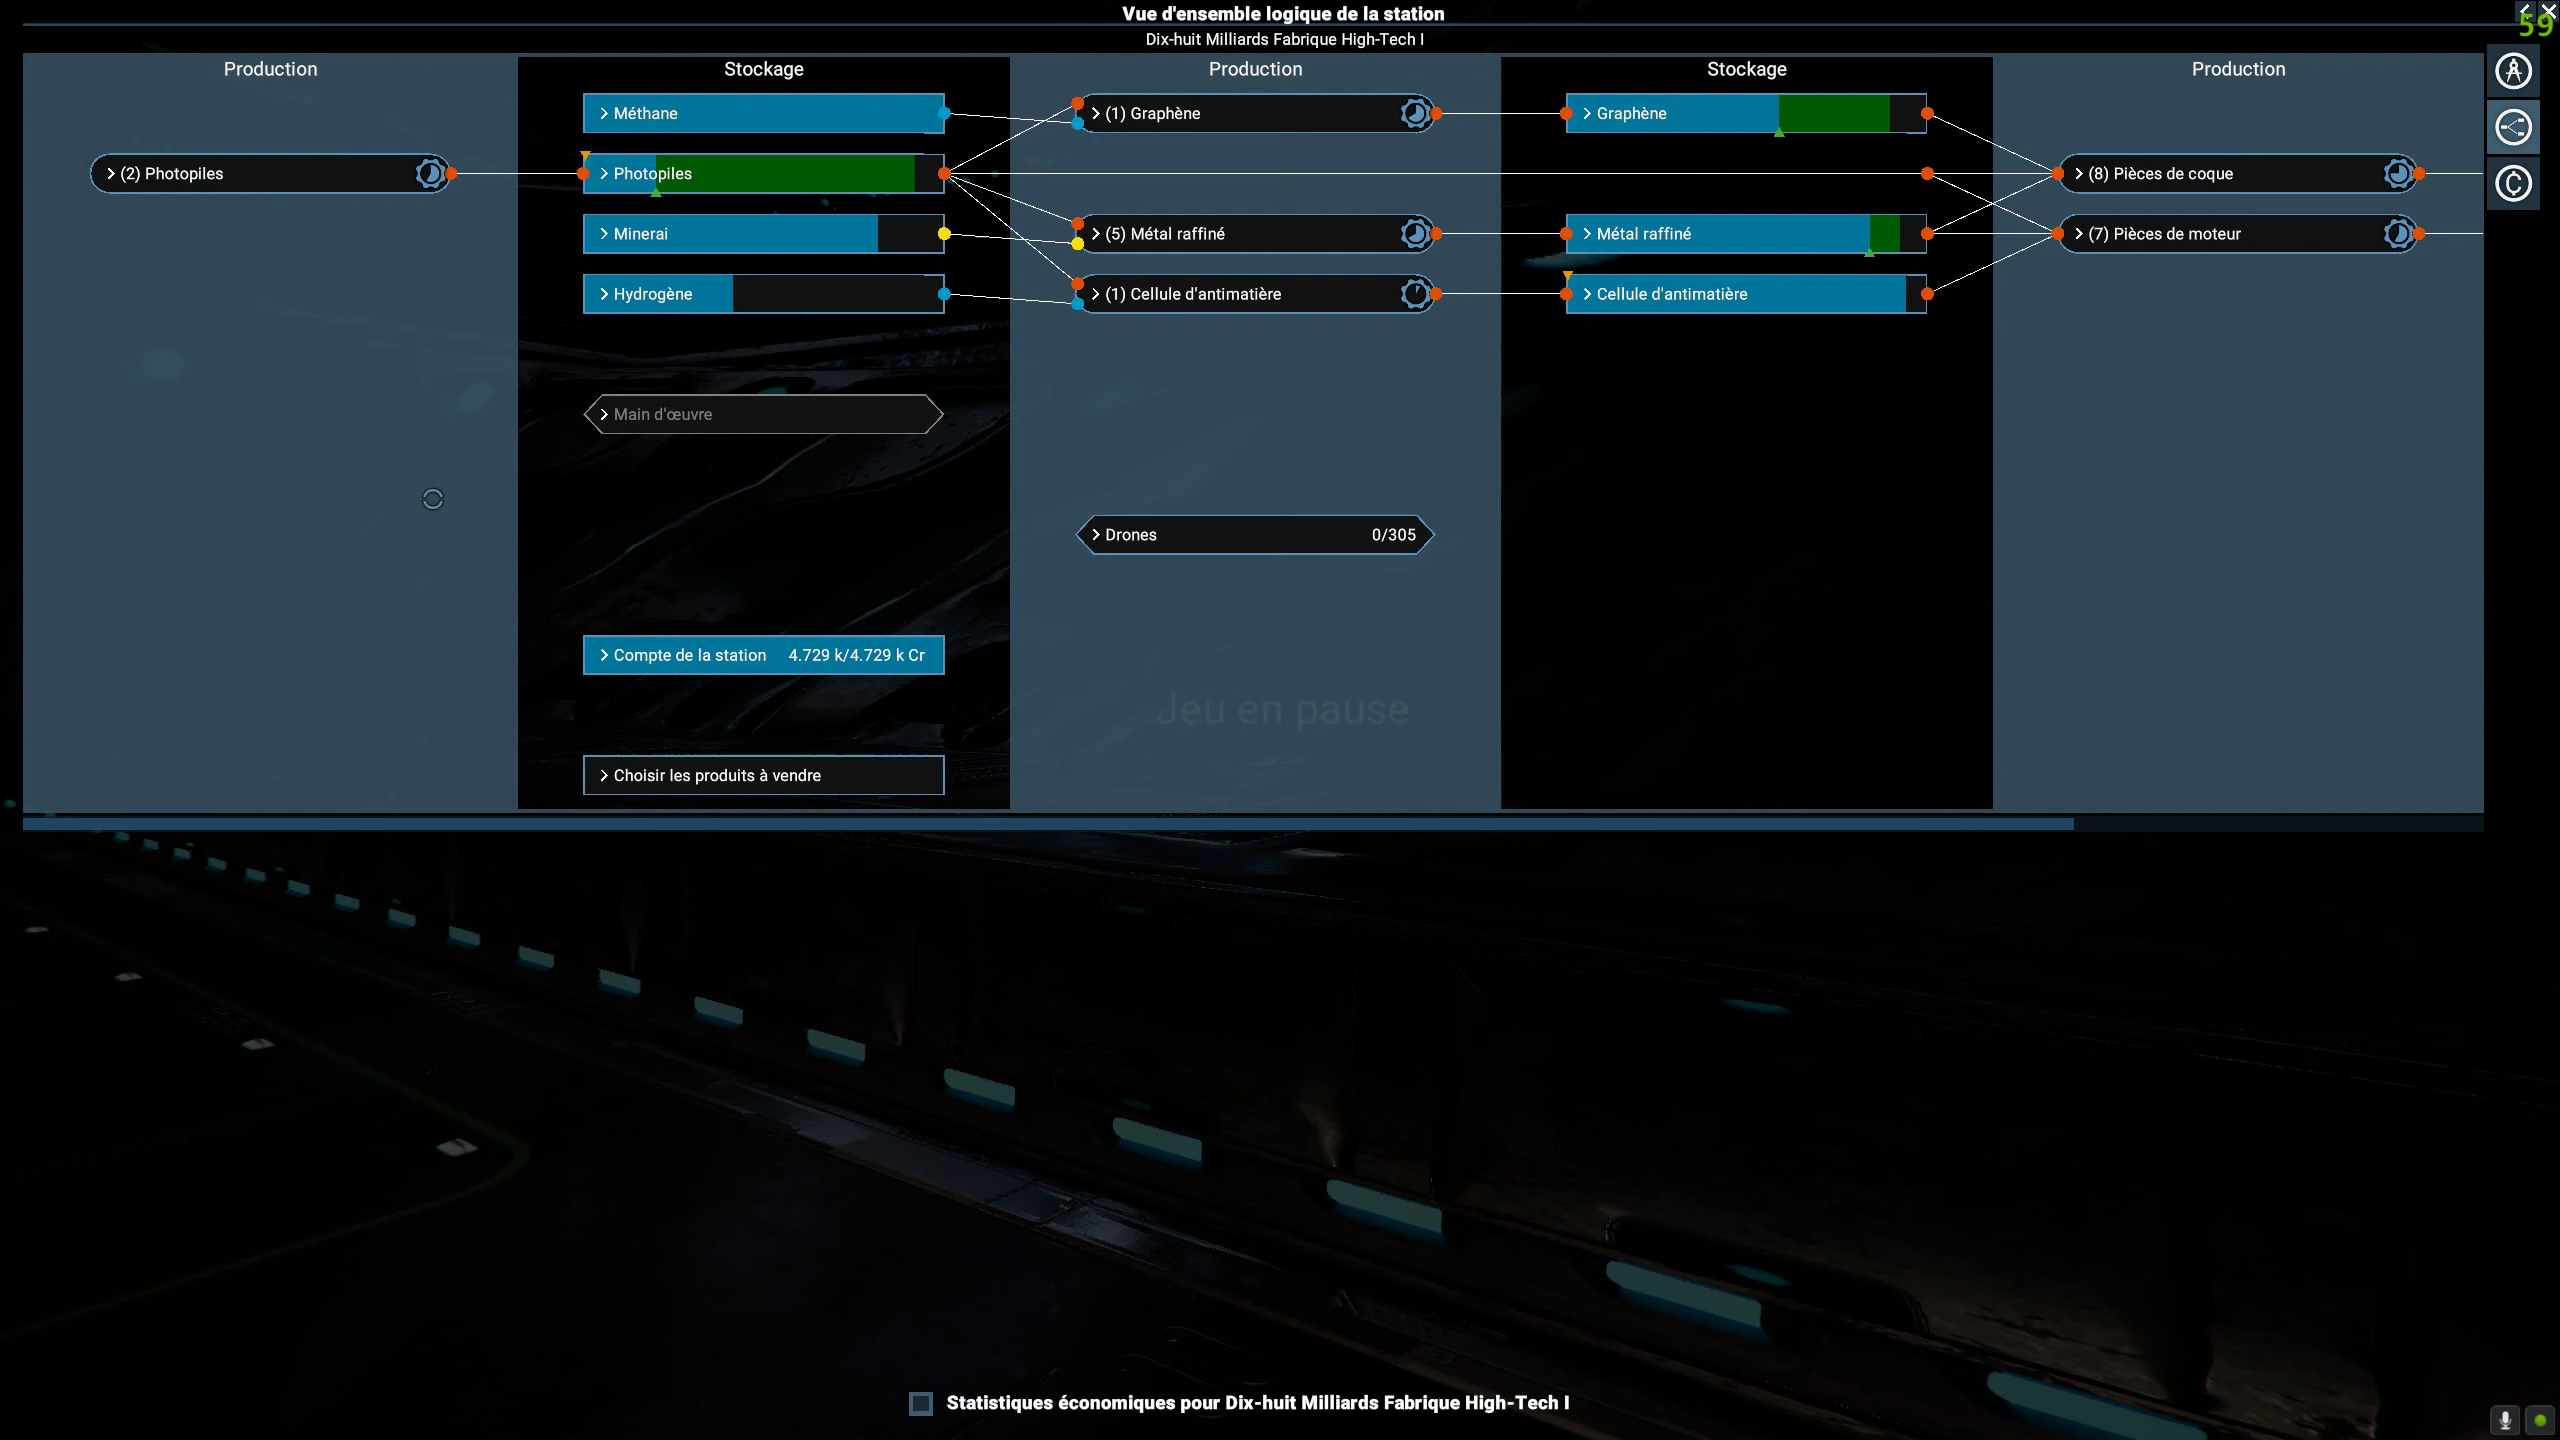 Vue d'ensemble logique de la station
59
Dix-huit Milliards Fabrique High-Tech I
Production
Stockage
Production
Stockage
Production
Méthane
(1) Graphène
Graphène
(2) Photopiles
Photopiles
(8) Pièces de coque
Minerai
(5) Métal raffiné
Métal raffiné
(7) Pièces de moteur
Hydrogène
(1) Cellule d'antimatière
Cellule d'antimatière
Main d'œuvre
Drones 0/305
Compte de la station 4.729 k/4.729 k Cr
Jeu en pause
Choisir les produits à vendre
Statistiques économiques pour Dix-huit Milliards Fabrique High-Tech I